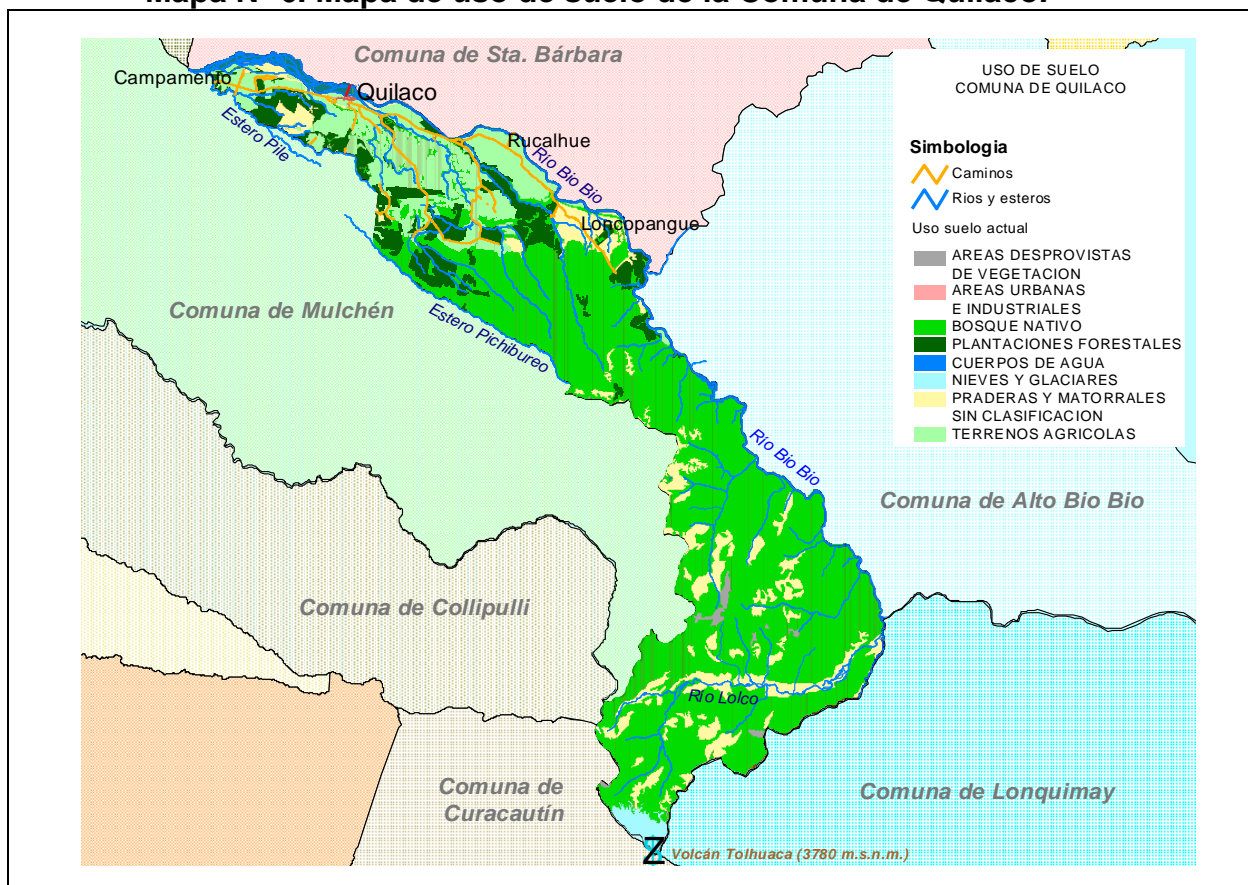 Comuna de Sta. Bárbara
Campamento
Quilaco
Estero Pile
Rucalhue
Río Bio Bio
Loncopangue
Comuna de Mulchén
Estero Pichibureo
USO DE SUELO
COMUNA DE QUILACO
Simbologia
Caminos
Rios y esteros
Uso suelo actual
AREAS DESPROVISTAS
DE VEGETACION
AREAS URBANAS
E INDUSTRIALES
BOSQUE NATIVO
PLANTACIONES FORESTALES
CUERPOS DE AGUA
NIEVES Y GLACIARES
PRADERAS Y MATORRALES
SIN CLASIFICACION
TERRENOS AGRICOLAS
Río Bio Bio
Comuna de Alto Bio Bio
Comuna de Collipulli
Río Lolco
Comuna de
Curacautín
Comuna de Lonquimay
Z
Volcán Tolhuaca (3780 m.s.n.m.)